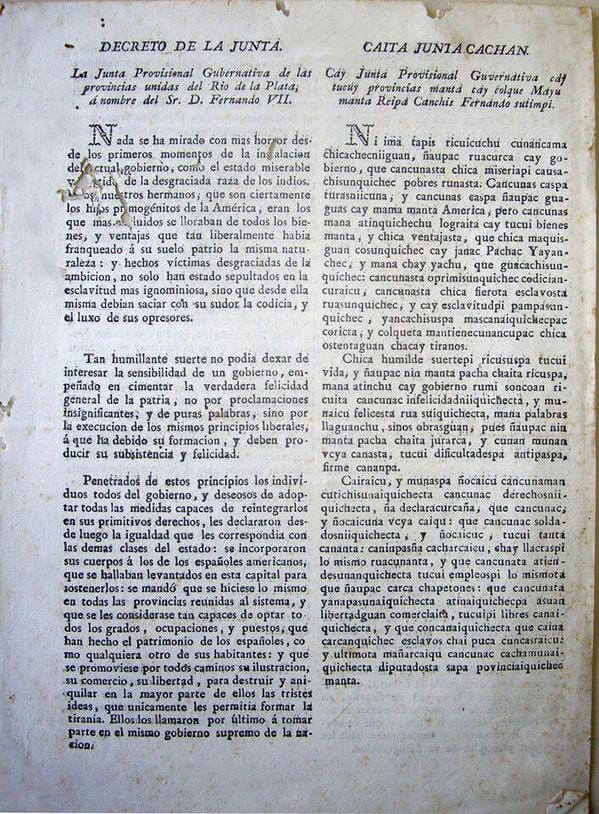 DECRETO DE LA JUNTA.
La Junta Provisional Gubernativa de las
provincias unidas del Rio de la Plata,
á nombre del Sr. D. Fernando VII.
Nada se ha mirado con mas horror des-
de los primeros momentos de la instalacion
del actual gobierno, como el estado miserable
y de la desgraciada raza de los indios.
nuestros hermanos, que son ciertamente
los hijos primogénitos de la América, eran los
que mas excluidos se lloraban de todos los bie-
nes, y ventajas que tan liberalmente habia
franqueado á su suelo patrio la misma natu-
raleza: y hechos víctimas desgraciadas de la
ambicion, no solo han estado sepultados en la
esclavitud mas ignominiosa, sino que desde ella
misma debian saciar con su sudor la codicia, y
el luxo de sus opresores.
Tan humillante suerte no podia dexar de
interesar la sensibilidad de un gobierno, em-
peñado en cimentar la verdadera felicidad
general de la patria, no por proclamaciones
insignificantes, y de puras palabras, sino por
la execucion de los mismos principios liberales,
á que ha debido su formacion, y deben pro-
ducir su subsistencia y felicidad.
Penetrados de estos principios los indivi-
duos todos del gobierno, y deseosos de adop-
tar todas las medidas capaces de reintegrarlos
en sus primitivos derechos, les declararon des-
de luego la igualdad que les correspondia con
las demas clases del estado: se incorporaron
sus cuerpos á los de los españoles americanos,
que se hallaban levantados en esta capital para
sostenerlos: se mandó que se hiciese lo mismo
en todas las provincias reunidas al sistema, y
que se les considerase tan capaces de optar to-
dos los grados, ocupaciones, y puestos, que
han hecho el patrimonio de los españoles, co-
mo qualquiera otro de sus habitantes: y que
se promoviese por todos caminos su ilustracion,
su comercio, su libertad, para destruir y ani-
quilar en la mayor parte de ellos las tristes
ideas, que unicamente les permitia formar la
tiranía. Ellos los llamaron por último á tomar
parte en el mismo gobierno supremo de la na-
cion.
CAITA JUNTA CACHAN.
Cay Junta Provisional Guvernativa cay
tucuy provincias manta cay colque Mayu
manta Reipa Canchis Fernando sutimpi.
Ni ima tapis ricuicuchu cunancama
chicachecniiguan, ñaupac ruacurca cay go-
bierno, que cancunasta chica miseriapi causa-
chisunquichec pobres runasta. Cancunas caspa
turasniicuna, y cancunas caspa ñaupac gua-
guas cay mama manta America, pero cancunas
mana atinquichechu lograita cay tucui bienes
manta, y chica ventajasta, que chica maquis-
guan cosunquichec cay janac Pachac Yayan-
chec, y mana chay yachu, que guacachisun-
quichec: cancunasta oprimisunquichec codician-
curaicu, cancunasta chica fierota esclavosta
ruasunquichec, y cay esclavitudpi pampasun-
quichec, yancachisuspa mascanaiquichecpac
coricta, y colqueta mantienecunancupac chica
ostentaguan chacay tiranos.
Chica humilde suertepi ricususpa tucui
vida, y ñaupac nin manta pacha chaita ricuspa,
mana atinchu cay gobierno rumi soncoan ri-
cuita cancunac infelicidadniiquichecta, y mu-
naicu felicesta rua suiquichecta, mana palabras
llaguanchu, sinos obrasguan, pues ñaupac nin
manta pacha chaita jurarca, y cunan munan
vcya canasta, tucui dificultadespa antipaspa,
firme cananpa.
Cairaicu, y munaspa ñocaicu cancunaman
cutichisunaiquichecta cancunac derechosnii-
quichecta, ña declaracurcaña, que cancunac,
y ñocaicuna vcya caiqu: que cancunac solda-
dosniiquichecta, y ñocaicuc, tucui tanta
cananta: caninpasña cacharcaicu, chay llactaspi
lo mismo ruacunanta, y que cancunata atien-
desunanquichecta tucui empleospi lo mismota
que ñaupac carca chapetones: que cancunata
yanapasunaiquichecta atinaiquichecpa asuan
libertadguan comerclaita, tucuipi libres canai-
quichecta, y que concanaiquichecta que caina
carcanquichec esclavos chai puca cuncasraicu:
y ultimota mañarcaiqu cancunac cachamunai-
quichecta diputadosta sapa povinciaiquichec
manta.